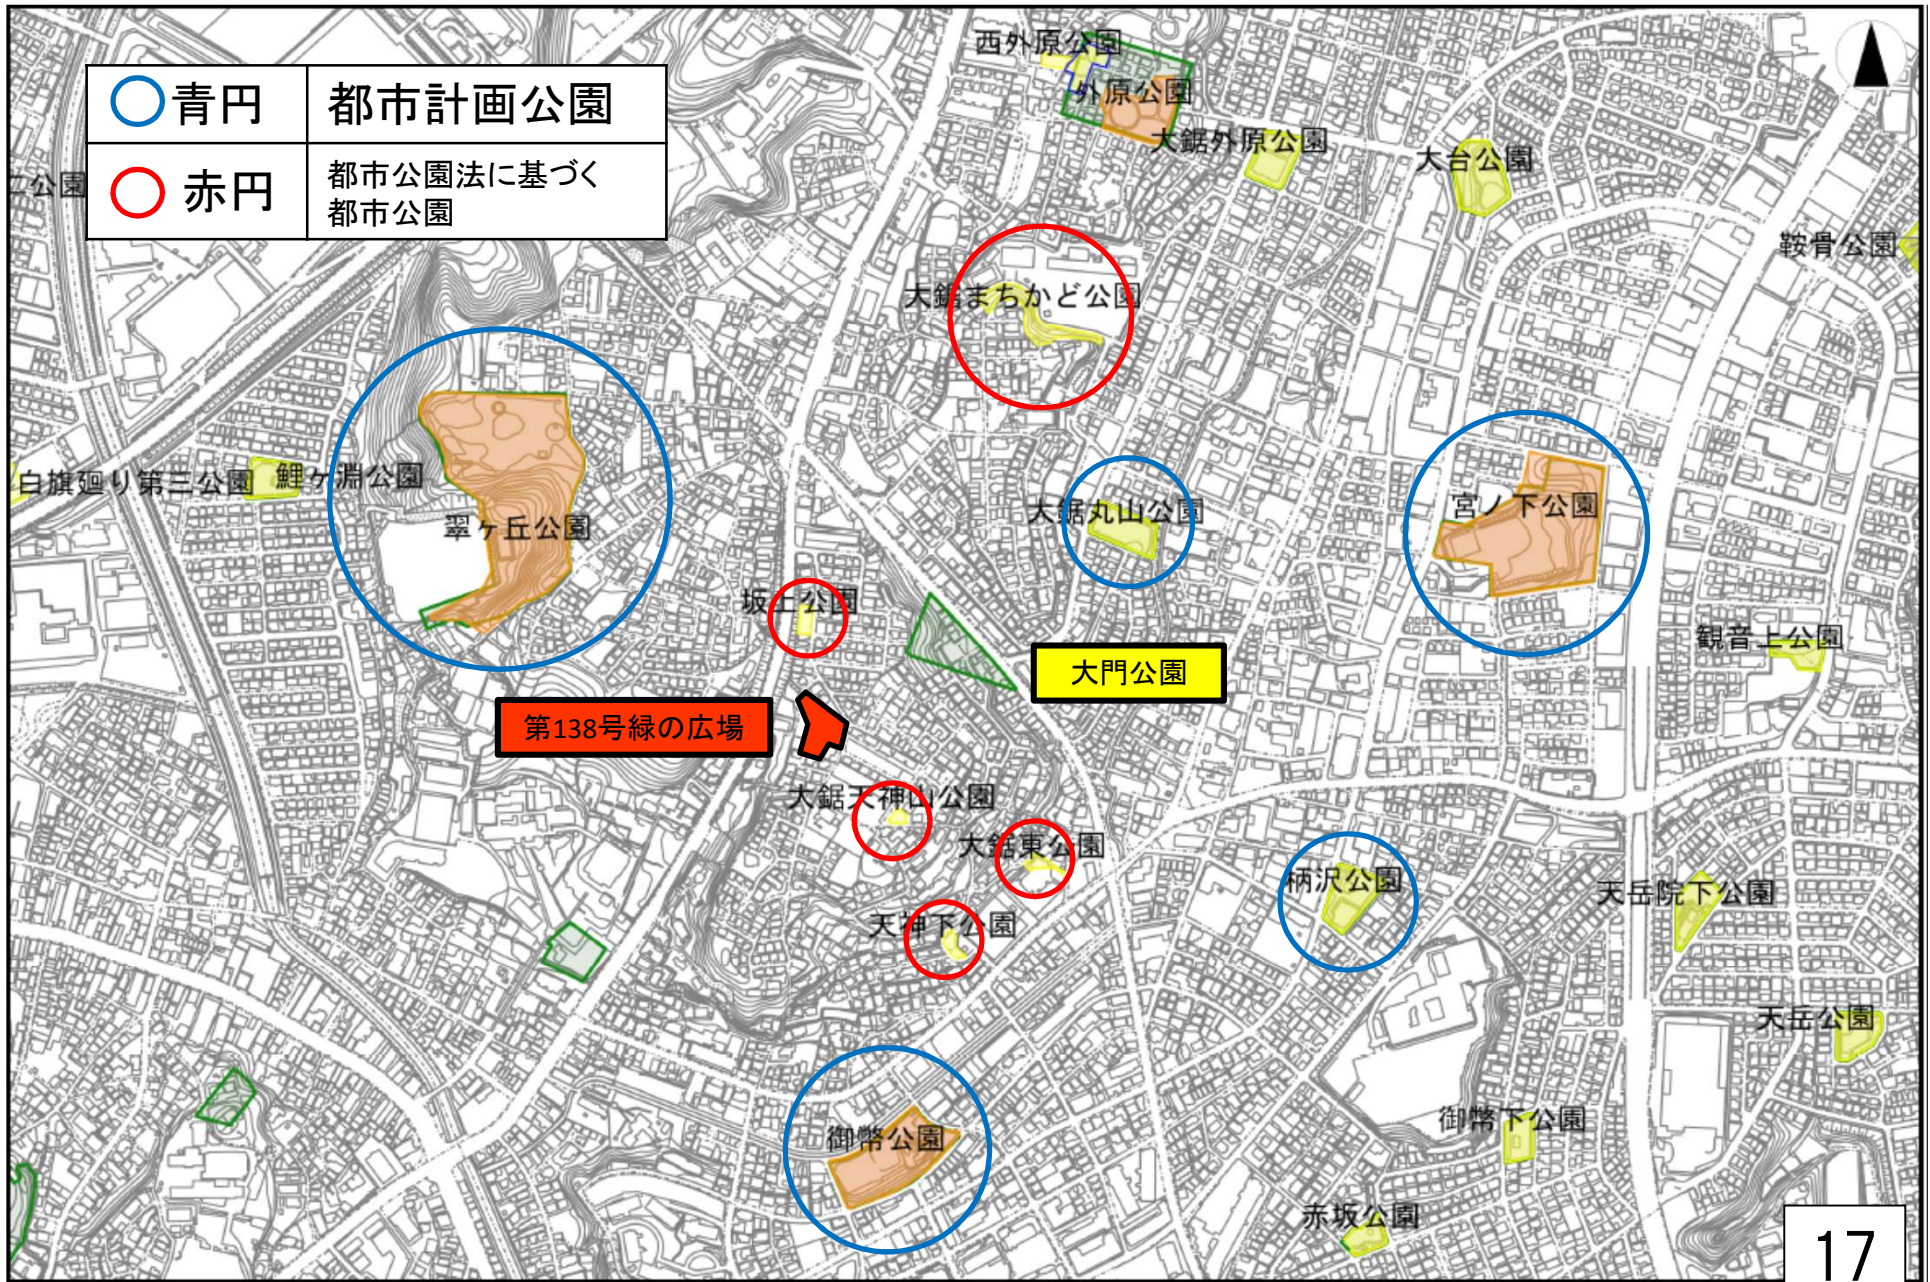 青円 都市計画公園
赤円 都市公園法に基づく
都市公園
西外原公園
外原公園
大鋸外原公園
大台公園
二公園
鞍骨公園
大鋸まちかど公園
白旗廻り第三公園
鯉ヶ淵公園
翠ヶ丘公園
大鋸丸山公園
宮ノ下公園
坂上公園
観音上公園
大門公園
第138号緑の広場
大鋸天神山公園
大鋸東公園
柄沢公園
天岳院下公園
天神下公園
天岳公園
御幣公園
御幣下公園
赤坂公園
17